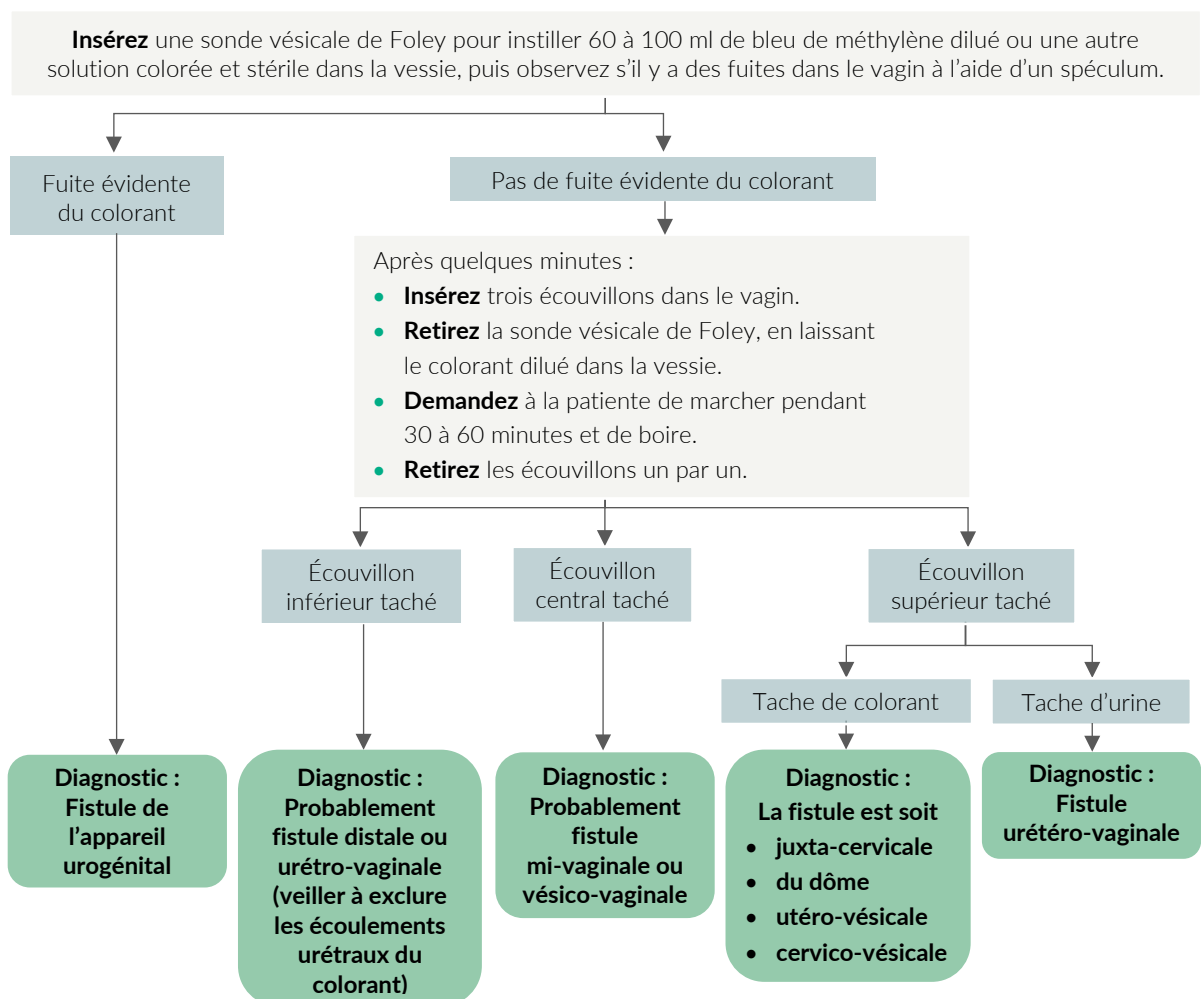 Insérez une sonde vésicale de Foley pour instiller 60 à 100 ml de bleu de méthylène dilué ou une autre
solution colorée et stérile dans la vessie, puis observez s’il y a des fuites dans le vagin à l’aide d’un spéculum.
Fuite évidente
du colorant
Pas de fuite évidente du colorant
Après quelques minutes :
• Insérez trois écouvillons dans le vagin.
• Retirez la sonde vésicale de Foley, en laissant
le colorant dilué dans la vessie.
• Demandez à la patiente de marcher pendant
30 à 60 minutes et de boire.
• Retirez les écouvillons un par un.
Écouvillon
inférieur taché
Écouvillon
central taché
Écouvillon
supérieur taché
Tache de colorant
Tache d’urine
Diagnostic :
Fistule de
l’appareil
urogénital
Diagnostic :
Probablement
fistule distale ou
urétro-vaginale
(veiller à exclure
les écoulements
urétraux du
colorant)
Diagnostic :
Probablement
fistule
mi-vaginale ou
vésico-vaginale
Diagnostic :
La fistule est soit
• juxta-cervicale
• du dôme
• utéro-vésicale
• cervico-vésicale
Diagnostic :
Fistule
urétéro-vaginale